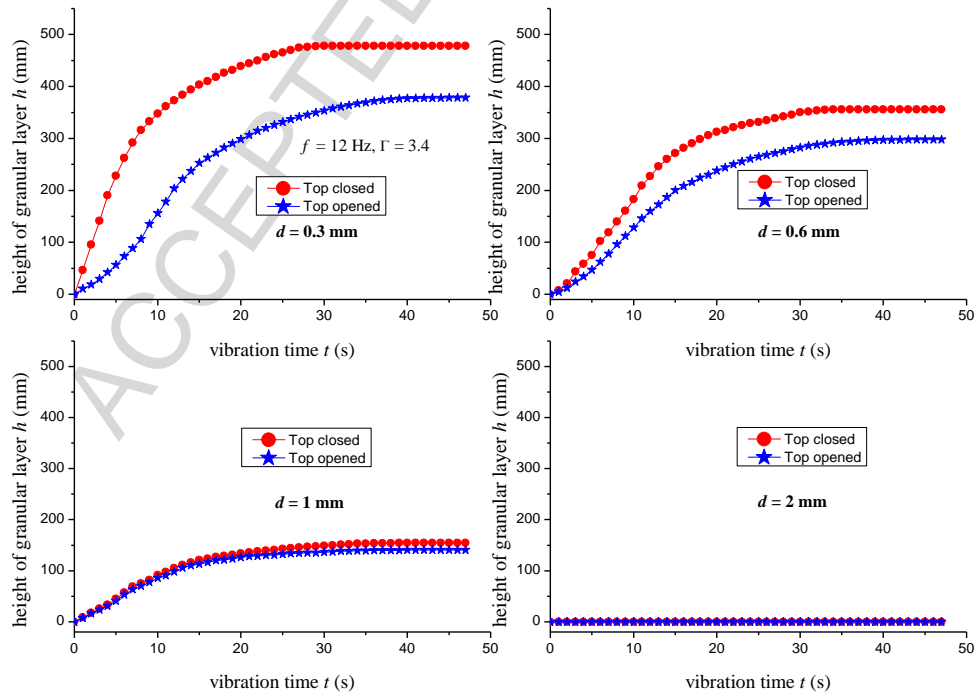 ACCEPTE
height of granular layer h (mm)
500
400
300
200
100
0
f = 12 Hz, Γ = 3.4
Top closed
Top opened
d = 0.3 mm
0 10 20 30 40 50
vibration time t (s)
height of granular layer h (mm)
500
400
300
200
100
0
Top closed
Top opened
d = 0.6 mm
0 10 20 30 40 50
vibration time t (s)
height of granular layer h (mm)
500
400
300
200
100
0
Top closed
Top opened
d = 1 mm
0 10 20 30 40 50
vibration time t (s)
height of granular layer h (mm)
500
400
300
200
100
0
Top closed
Top opened
d = 2 mm
0 10 20 30 40 50
vibration time t (s)